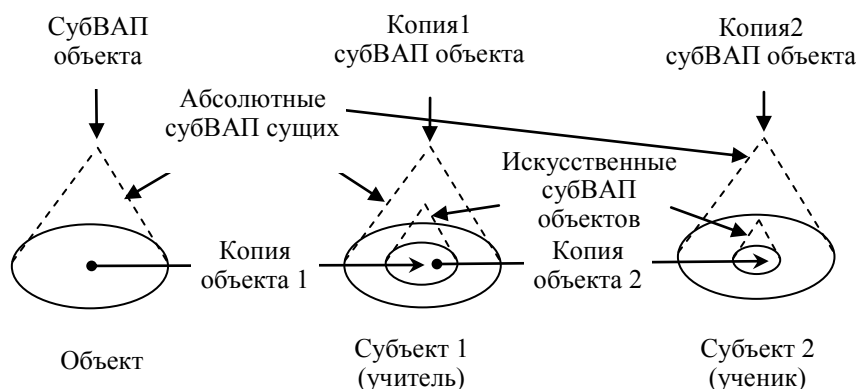 СубВАП
объекта
Копия1
субВАП объекта
Копия2
субВАП объекта
Абсолютные
субВАП сущих
Искусственные
субВАП
объектов
Копия
объекта 1
Копия
объекта 2
Объект
Субъект 1
(учитель)
Субъект 2
(ученик)